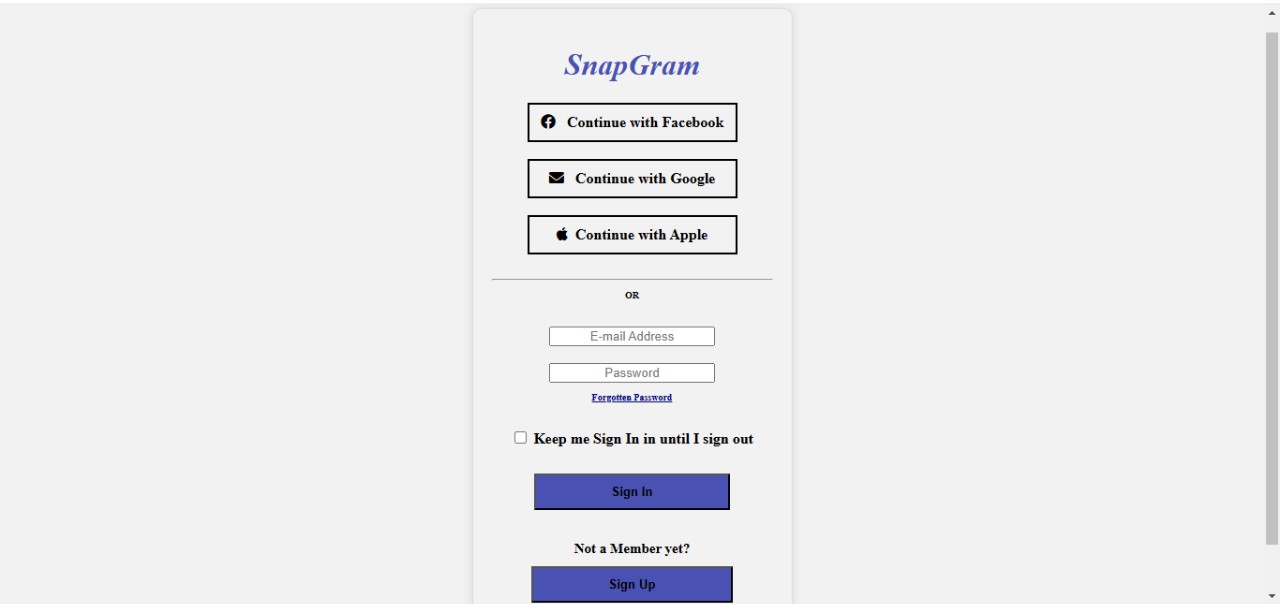 SnapGram
Continue with Facebook
Continue with Google
Continue with Apple
OR
E-mail Address
Password
Forgotten Password
Keep me Sign In in until I sign out
Sign In
Not a Member yet?
Sign Up